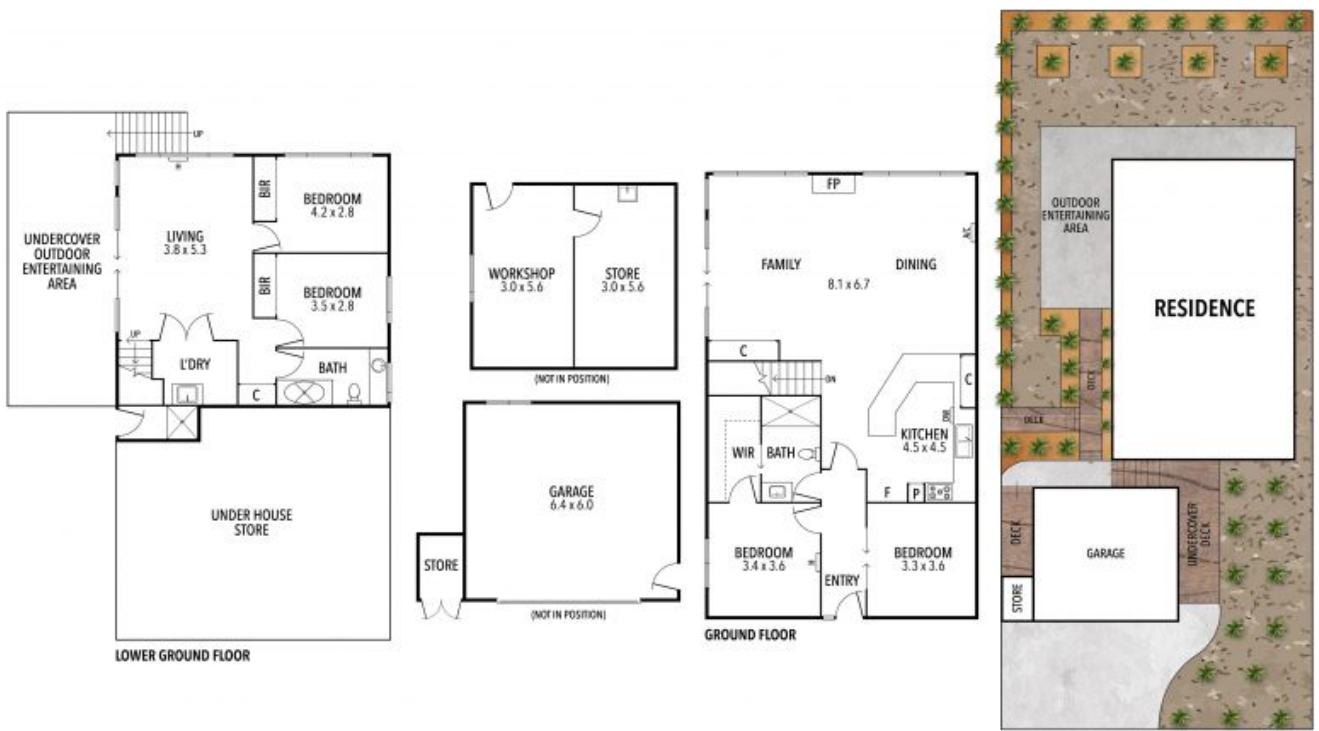 UP
UNDERCOVER
OUTDOOR
ENTERTAINING
AREA
LIVING
3.8 x 5.3
H
BIR
BEDROOM
4.2 x 2.8
BIR
BEDROOM
3.5 x 2.8
UP
L'DRY
C
BATH
UNDER HOUSE
STORE
LOWER GROUND FLOOR
WORKSHOP
3.0 x 5.6
STORE
3.0 x 5.6
(NOT IN POSITION)
GARAGE
6.4 x 6.0
STORE
(NOT IN POSITION)
FP
A/C
FAMILY
DINING
8.1 x 6.7
C
DN
C
DW
KITCHEN
4.5 x 4.5
WIR
BATH
F
P
BEDROOM
3.4 x 3.6
H
ENTRY
BEDROOM
3.3 x 3.6
GROUND FLOOR
OUTDOOR
ENTERTAINING
AREA
RESIDENCE
DECK
DECK
DECK
GARAGE
UNDERCOVER
DECK
STORE